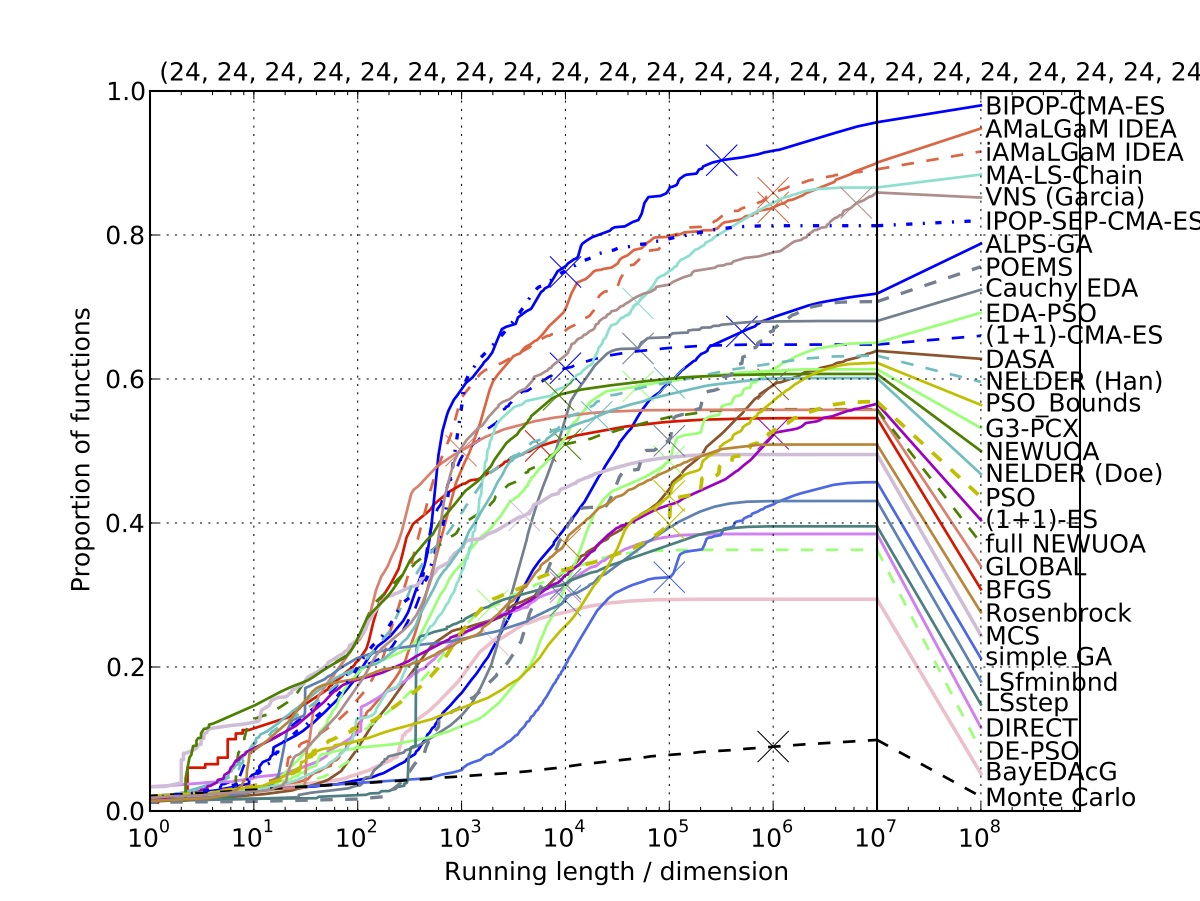 (24, 24, 24, 24, 24, 24, 24, 24, 24, 24, 24, 24, 24, 24, 24, 24, 24, 24, 24, 24, 24, 24
1.0
0.8
0.6
0.4
0.2
0.0
Proportion of functions
10^0 10^1 10^2 10^3 10^4 10^5 10^6 10^7 10^8
Running length / dimension
BIPOP-CMA-ES
AMaLGaM IDEA
iAMaLGaM IDEA
MA-LS-Chain
VNS (Garcia)
IPOP-SEP-CMA-ES
ALPS-GA
POEMS
Cauchy EDA
EDA-PSO
(1+1)-CMA-ES
DASA
NELDER (Han)
PSO_Bounds
G3-PCX
NEWUOA
NELDER (Doe)
PSO
(1+1)-ES
full NEWUOA
GLOBAL
BFGS
Rosenbrock
MCS
simple GA
LSfminbnd
LSstep
DIRECT
DE-PSO
BayEDAcG
Monte Carlo